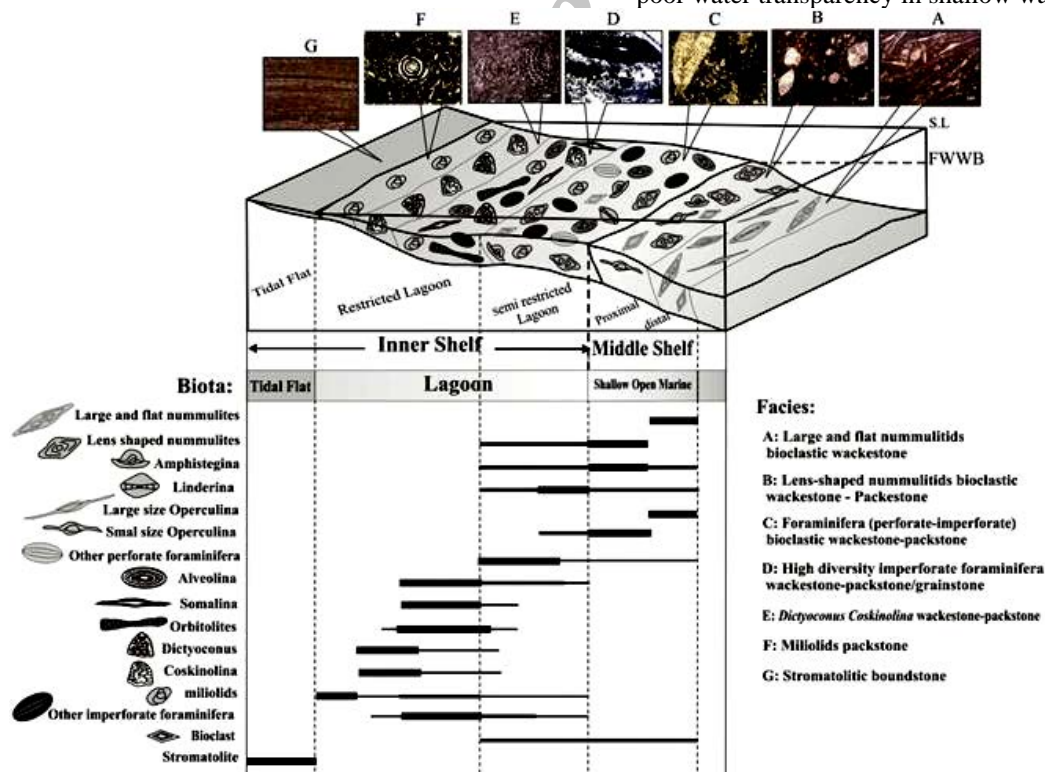 poor water transparency in shallow wa
F
E
D
C
B
A
G
S.L
FWWB
Tidal Flat
Restricted Lagoon
semi restricted
Lagoon
Proximal
distal
Inner Shelf
Middle Shelf
Biota:
Tidal Flat
Lagoon
Shallow Open Marine
Large and flat nummulites
Lens shaped nummulites
Amphistegina
Linderina
Large size Operculina
Smal size Operculina
Other perforate foraminifera
Alveolina
Somalina
Orbitolites
Dictyoconus
Coskinolina
miliolids
Other imperforate foraminifera
Bioclast
Stromatolite
Facies:
A: Large and flat nummulitids
bioclastic wackestone
B: Lens-shaped nummulitids bioclastic
wackestone - Packestone
C: Foraminifera (perforate-imperforate)
bioclastic wackestone-packstone
D: High diversity imperforate foraminifera
wackestone-packstone/grainstone
E: Dictyoconus Coskinolina wackestone-packstone
F: Miliolids packstone
G: Stromatolitic boundstone